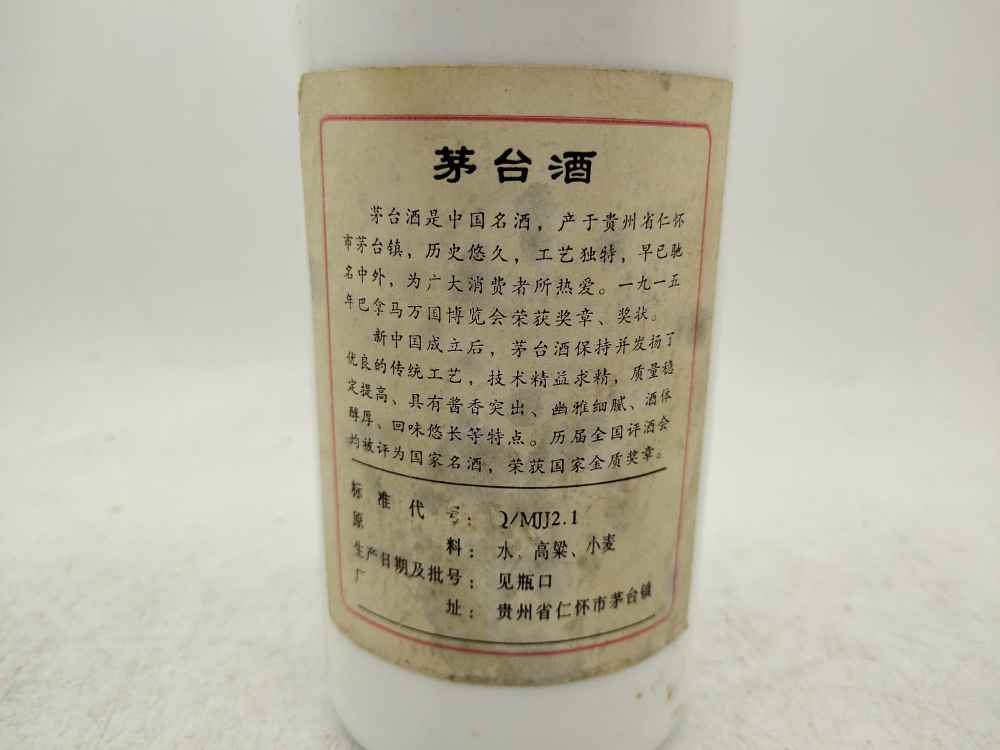 茅台酒
茅台酒是中国名酒，产于贵州省仁怀
市茅台镇，历史悠久，工艺独特，早已驰
名中外，为广大消费者所热爱。一九一五
年巴拿马万国博览会荣获奖章、奖状。
新中国成立后，茅台酒保持并发扬了
优良的传统工艺，技术精益求精，质量稳
定提高、具有酱香突出、幽雅细腻、酒体
醇厚、回味悠长等特点。历届全国评酒会
均被评为国家名酒，荣获国家金质奖章。
标准代号：Q/MJJ2.1
原料：水、高粱、小麦
生产日期及批号：见瓶口
厂址：贵州省仁怀市茅台镇